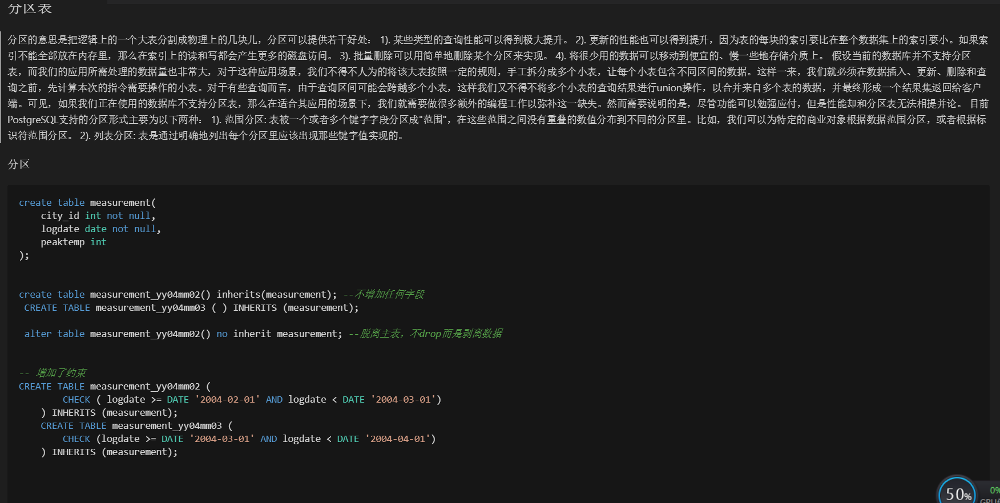 分区表
分区的意思是把逻辑上的一个大表分割成物理上的几块儿，分区可以提供若干好处： 1). 某些类型的查询性能可以得到极大提升。 2). 更新的性能也可以得到提升，因为表的每块的索引要比在整个数据集上的索引要小。如果索
引不能全部放在内存里，那么在索引上的读和写都会产生更多的磁盘访问。 3). 批量删除可以用简单地删除某个分区来实现。 4). 将很少用的数据可以移动到便宜的、慢一些地存储介质上。 假设当前的数据库并不支持分区
表，而我们的应用所需处理的数据量也非常大，对于这种应用场景，我们不得不人为的将该大表按照一定的规则，手工拆分成多个小表，让每个小表包含不同区间的数据。这样一来，我们就必须在数据插入、更新、删除和查
询之前，先计算本次的指令需要操作的小表。对于有些查询而言，由于查询区间可能会跨越多个小表，这样我们又不得不将多个小表的查询结果进行union操作，以合并来自多个表的数据，并最终形成一个结果集返回给客户
端。可见，如果我们正在使用的数据库不支持分区表，那么在适合其应用的场景下，我们就需要做很多额外的编程工作以弥补这一缺失。然而需要说明的是，尽管功能可以勉强应付，但是性能却和分区表无法相提并论。 目前
PostgreSQL支持的分区形式主要为以下两种： 1). 范围分区: 表被一个或者多个键字字段分区成"范围"，在这些范围之间没有重叠的数值分布到不同的分区里。比如，我们可以为特定的商业对象根据数据范围分区，或者根据标
识符范围分区。 2). 列表分区: 表是通过明确地列出每个分区里应该出现那些键字值实现的。
分区
create table measurement(
    city_id int not null,
    logdate date not null,
    peaktemp int
);
create table measurement_yy04mm02() inherits(measurement); --不增加任何字段
 CREATE TABLE measurement_yy04mm03 ( ) INHERITS (measurement);
 alter table measurement_yy04mm02() no inherit measurement; --脱离主表，不drop而是剥离数据
-- 增加了约束
CREATE TABLE measurement_yy04mm02 (
        CHECK ( logdate >= DATE '2004-02-01' AND logdate < DATE '2004-03-01')
    ) INHERITS (measurement);
    CREATE TABLE measurement_yy04mm03 (
        CHECK (logdate >= DATE '2004-03-01' AND logdate < DATE '2004-04-01')
    ) INHERITS (measurement);
50%
0%